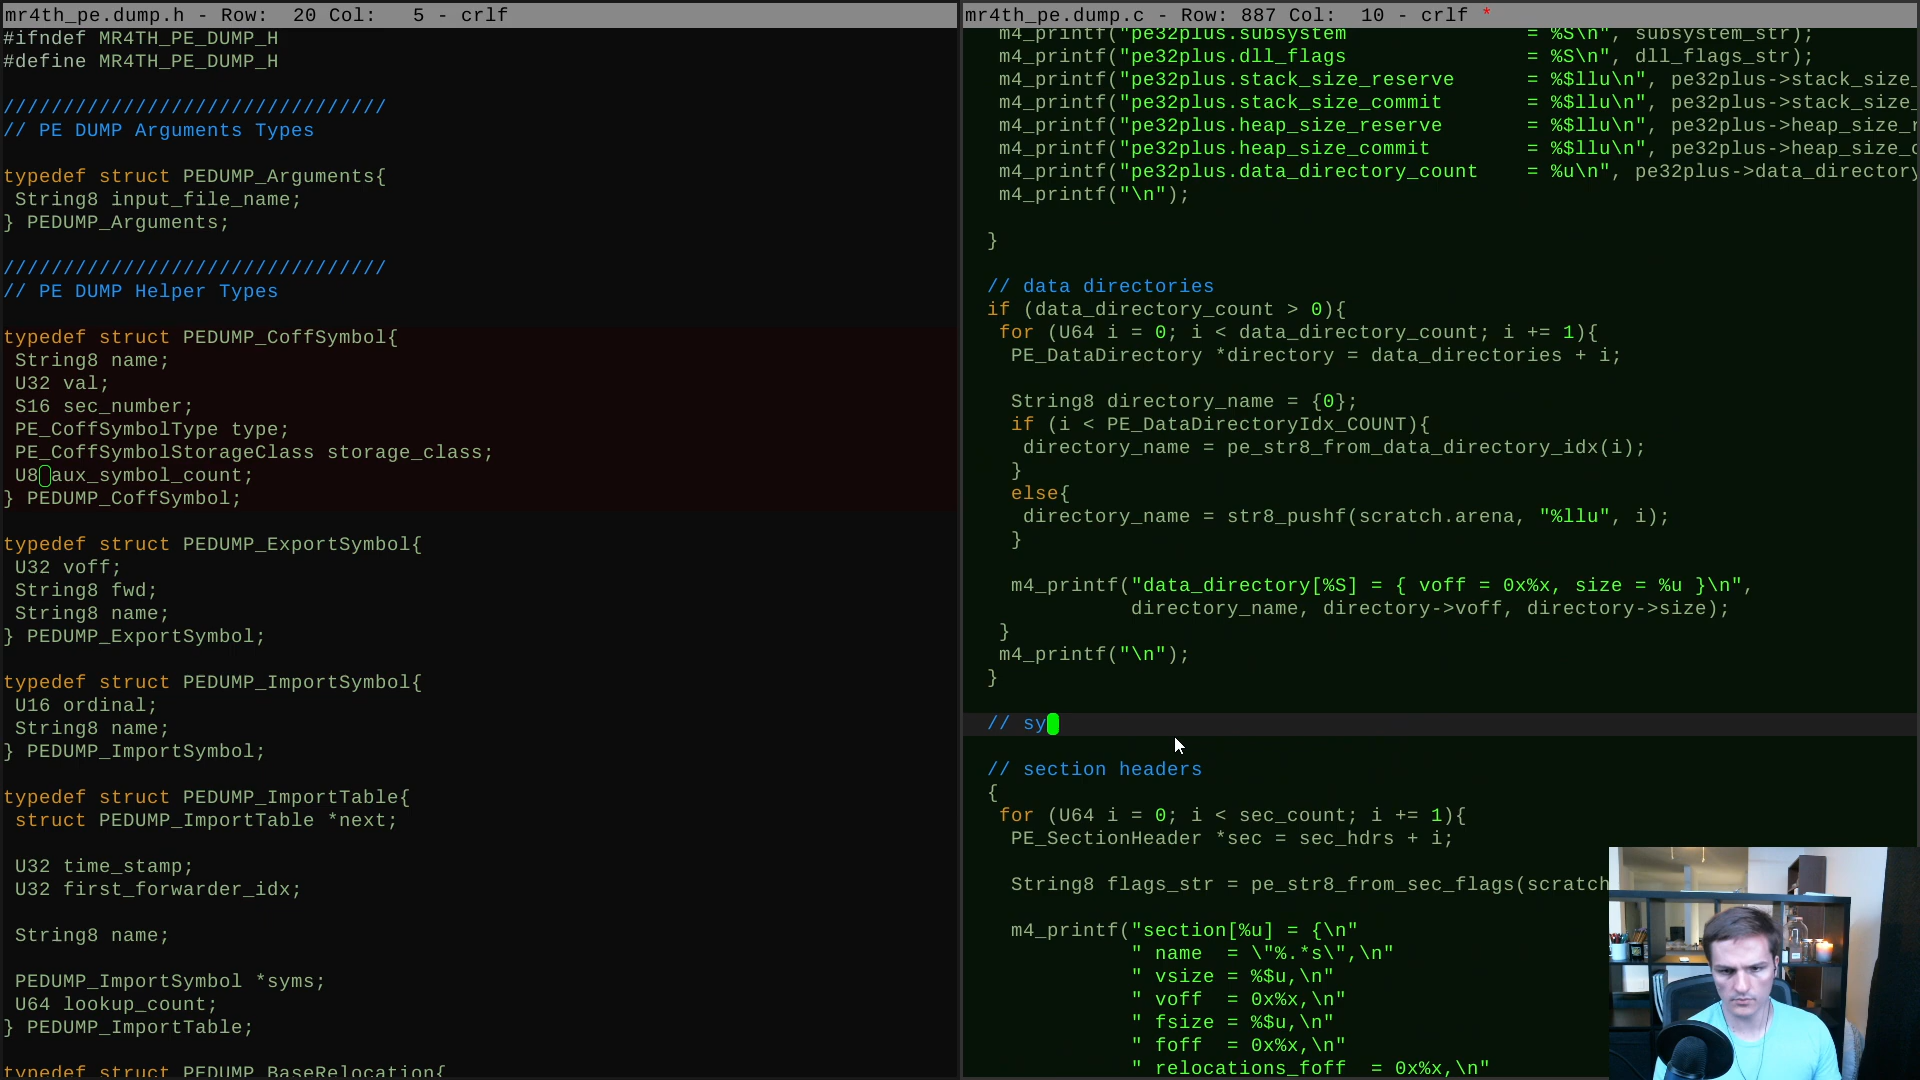 mr4th_pe.dump.h - Row:  20 Col:   5 - crlf
#ifndef MR4TH_PE_DUMP_H
#define MR4TH_PE_DUMP_H
////////////////////////////////
// PE DUMP Arguments Types
typedef struct PEDUMP_Arguments{
 String8 input_file_name;
} PEDUMP_Arguments;
////////////////////////////////
// PE DUMP Helper Types
typedef struct PEDUMP_CoffSymbol{
 String8 name;
 U32 val;
 S16 sec_number;
 PE_CoffSymbolType type;
 PE_CoffSymbolStorageClass storage_class;
 U8 aux_symbol_count;
} PEDUMP_CoffSymbol;
typedef struct PEDUMP_ExportSymbol{
 U32 voff;
 String8 fwd;
 String8 name;
} PEDUMP_ExportSymbol;
typedef struct PEDUMP_ImportSymbol{
 U16 ordinal;
 String8 name;
} PEDUMP_ImportSymbol;
typedef struct PEDUMP_ImportTable{
 struct PEDUMP_ImportTable *next;
 U32 time_stamp;
 U32 first_forwarder_idx;
 String8 name;
 PEDUMP_ImportSymbol *syms;
 U64 lookup_count;
} PEDUMP_ImportTable;
typedef struct PEDUMP_BaseRelocation{
mr4th_pe.dump.c - Row: 887 Col:  10 - crlf *
m4_printf("pe32plus.subsystem               = %S\n", subsystem_str);
m4_printf("pe32plus.dll_flags               = %S\n", dll_flags_str);
m4_printf("pe32plus.stack_size_reserve      = %$llu\n", pe32plus->stack_size_
m4_printf("pe32plus.stack_size_commit       = %$llu\n", pe32plus->stack_size_
m4_printf("pe32plus.heap_size_reserve       = %$llu\n", pe32plus->heap_size_r
m4_printf("pe32plus.heap_size_commit        = %$llu\n", pe32plus->heap_size_c
m4_printf("pe32plus.data_directory_count    = %u\n", pe32plus->data_directory
m4_printf("\n");
}
// data directories
if (data_directory_count > 0){
 for (U64 i = 0; i < data_directory_count; i += 1){
  PE_DataDirectory *directory = data_directories + i;
  String8 directory_name = {0};
  if (i < PE_DataDirectoryIdx_COUNT){
   directory_name = pe_str8_from_data_directory_idx(i);
  }
  else{
   directory_name = str8_pushf(scratch.arena, "%llu", i);
  }
  m4_printf("data_directory[%S] = { voff = 0x%x, size = %u }\n",
            directory_name, directory->voff, directory->size);
 }
 m4_printf("\n");
}
// sy
// section headers
{
 for (U64 i = 0; i < sec_count; i += 1){
  PE_SectionHeader *sec = sec_hdrs + i;
  String8 flags_str = pe_str8_from_sec_flags(scratch
  m4_printf("section[%u] = {\n"
            " name  = \"%.*s\",\n"
            " vsize = %$u,\n"
            " voff  = 0x%x,\n"
            " fsize = %$u,\n"
            " foff  = 0x%x,\n"
            " relocations_foff  = 0x%x,\n"